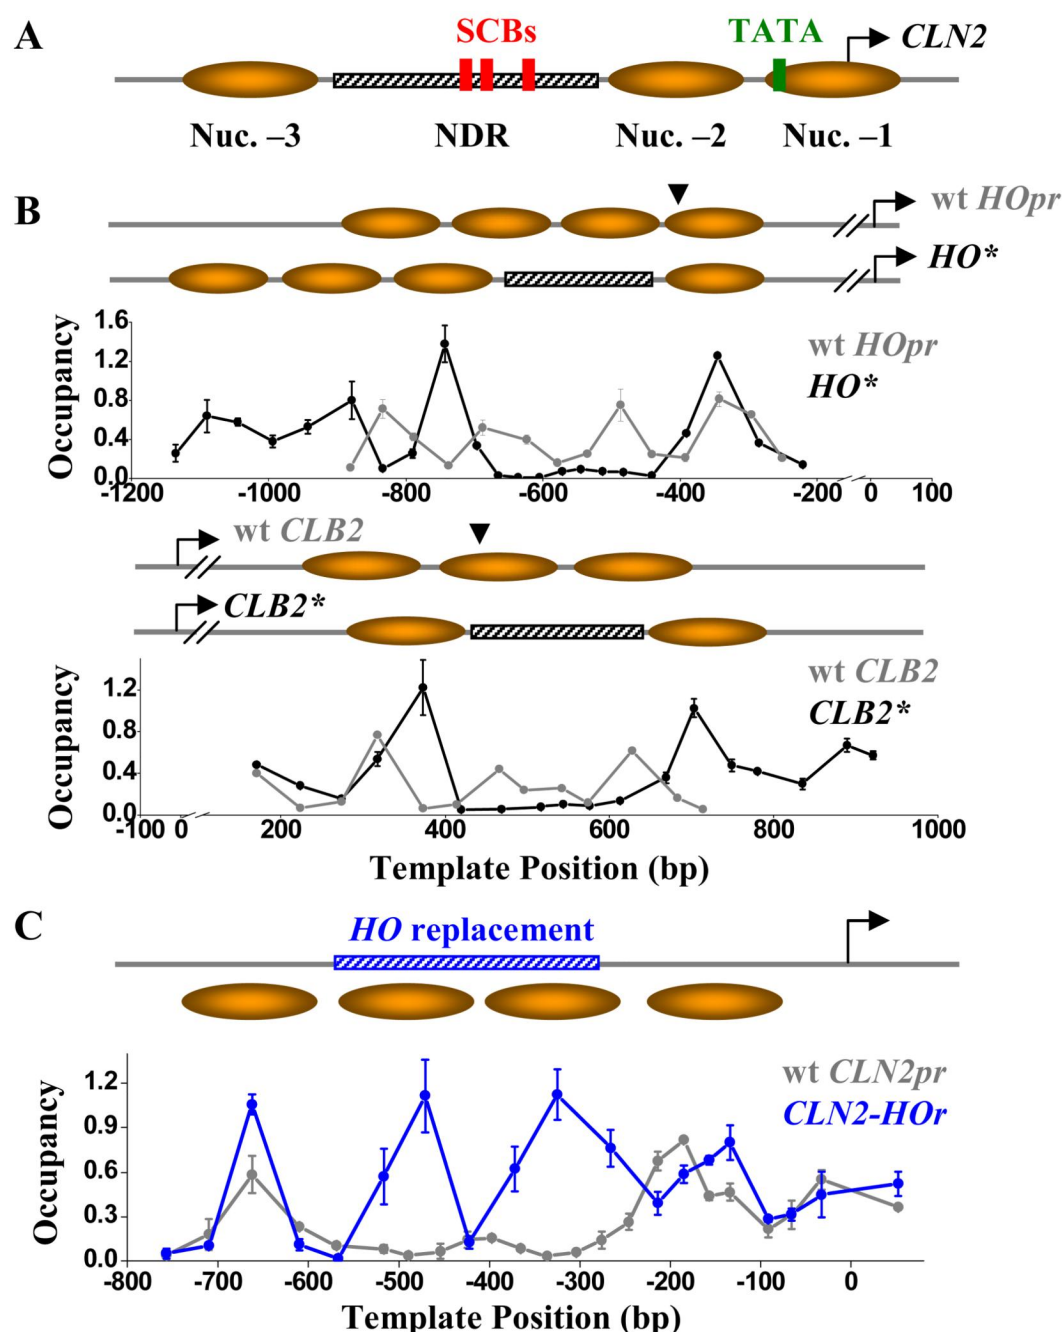 A
SCBs
TATA
CLN2
Nuc. –3
NDR
Nuc. –2
Nuc. –1
B
wt HOpr
HO*
Occupancy
1.6
1.2
0.8
0.4
0.0
wt HOpr
HO*
-1200 -1000 -800 -600 -400 -200 0 100
wt CLB2
CLB2*
Occupancy
1.2
0.8
0.4
0.0
wt CLB2
CLB2*
-100 0 200 400 600 800 1000
Template Position (bp)
C
HO replacement
Occupancy
1.2
0.9
0.6
0.3
0.0
wt CLN2pr
CLN2-HOr
-800 -700 -600 -500 -400 -300 -200 -100 0
Template Position (bp)